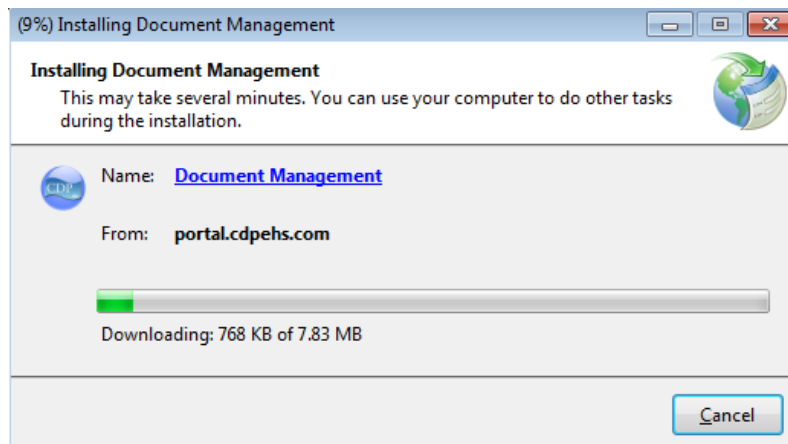 (9%) Installing Document Management
Installing Document Management
This may take several minutes. You can use your computer to do other tasks
during the installation.
CDP
Name: Document Management
From: portal.cdpehs.com
Downloading: 768 KB of 7.83 MB
Cancel